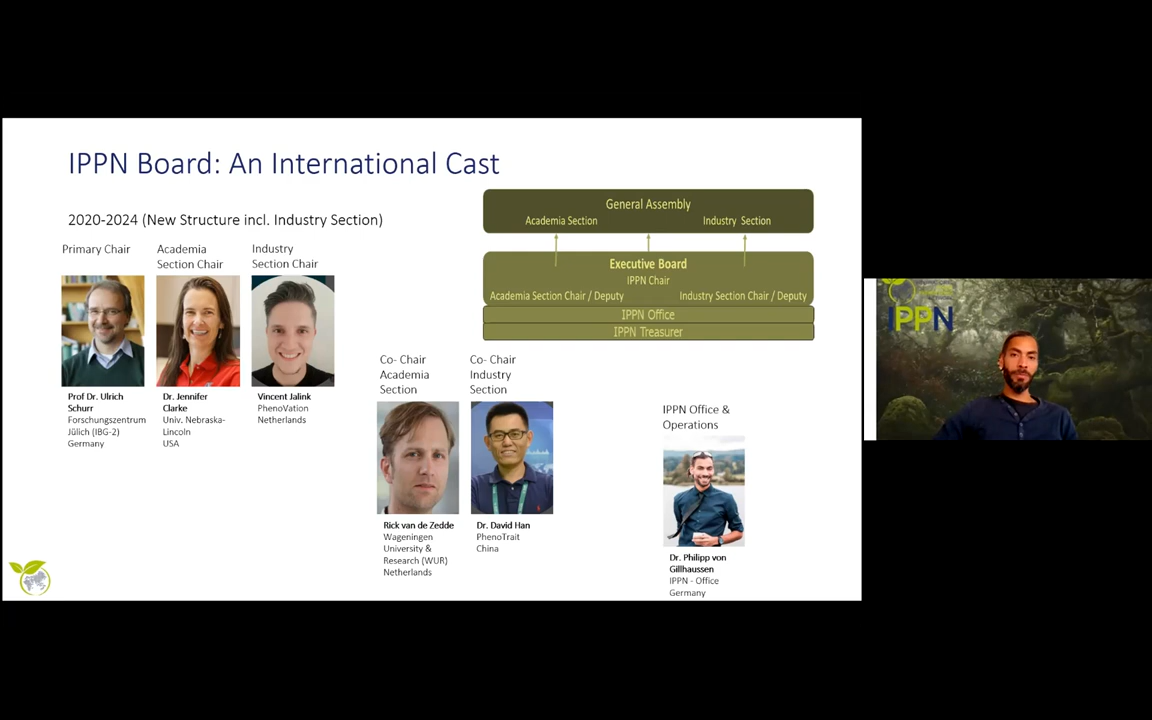 IPPN Board: An International Cast
2020-2024 (New Structure incl. Industry Section)
General Assembly
Academia Section
Industry Section
Executive Board
IPPN Chair
Academia Section Chair / Deputy
Industry Section Chair / Deputy
IPPN Office
IPPN Treasurer
Primary Chair
Academia
Section Chair
Industry
Section Chair
Prof Dr. Ulrich
Schurr
Forschungszentrum
Jülich (IBG-2)
Germany
Dr. Jennifer
Clarke
Univ. Nebraska-
Lincoln
USA
Vincent Jalink
PhenoVation
Netherlands
Co- Chair
Academia
Section
Co- Chair
Industry
Section
Rick van de Zedde
Wageningen
University &
Research (WUR)
Netherlands
Dr. David Han
PhenoTrait
China
IPPN Office &
Operations
Dr. Philipp von
Gillhaussen
IPPN - Office
Germany
IPPN